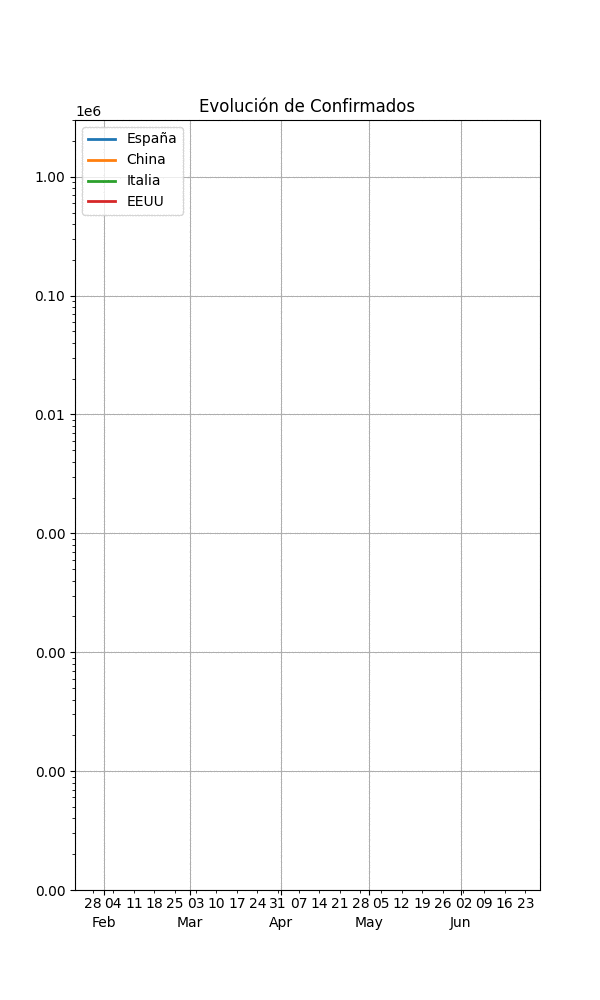 Evolución de Confirmados
1e6
España
China
Italia
EEUU
1.00
0.10
0.01
0.00
0.00
0.00
0.00
28 04 11 18 25 03 10 17 24 31 07 14 21 28 05 12 19 26 02 09 16 23
Feb Mar Apr May Jun